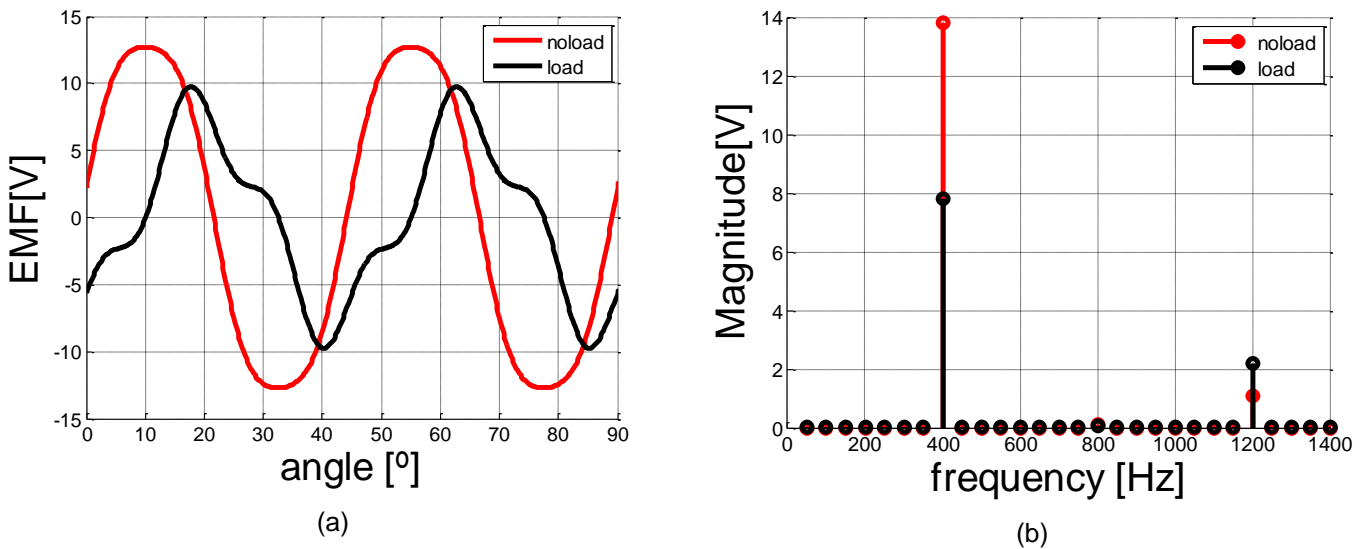 15
10
5
0
-5
-10
-15
EMF[V]
0 10 20 30 40 50 60 70 80 90
angle [º]
noload
load
(a)
14
12
10
8
6
4
2
0
Magnitude[V]
0 200 400 600 800 1000 1200 1400
frequency [Hz]
noload
load
(b)